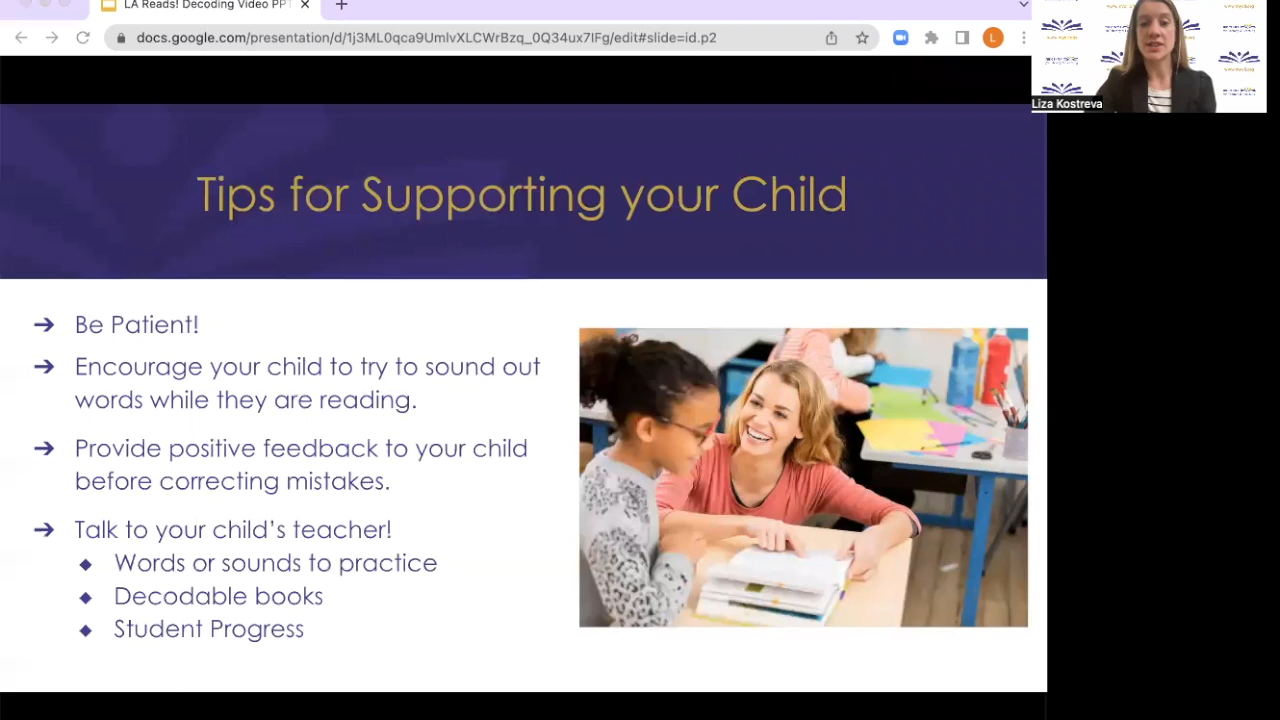 LA Reads! Decoding Video PPT
docs.google.com/presentation/d/1j3ML0qca9UmlvXLCWrBzq_0Q34ux7IFg/edit#slide=id.p2
L
Liza Kostreva
Tips for Supporting your Child
Be Patient!
Encourage your child to try to sound out
words while they are reading.
Provide positive feedback to your child
before correcting mistakes.
Talk to your child's teacher!
Words or sounds to practice
Decodable books
Student Progress